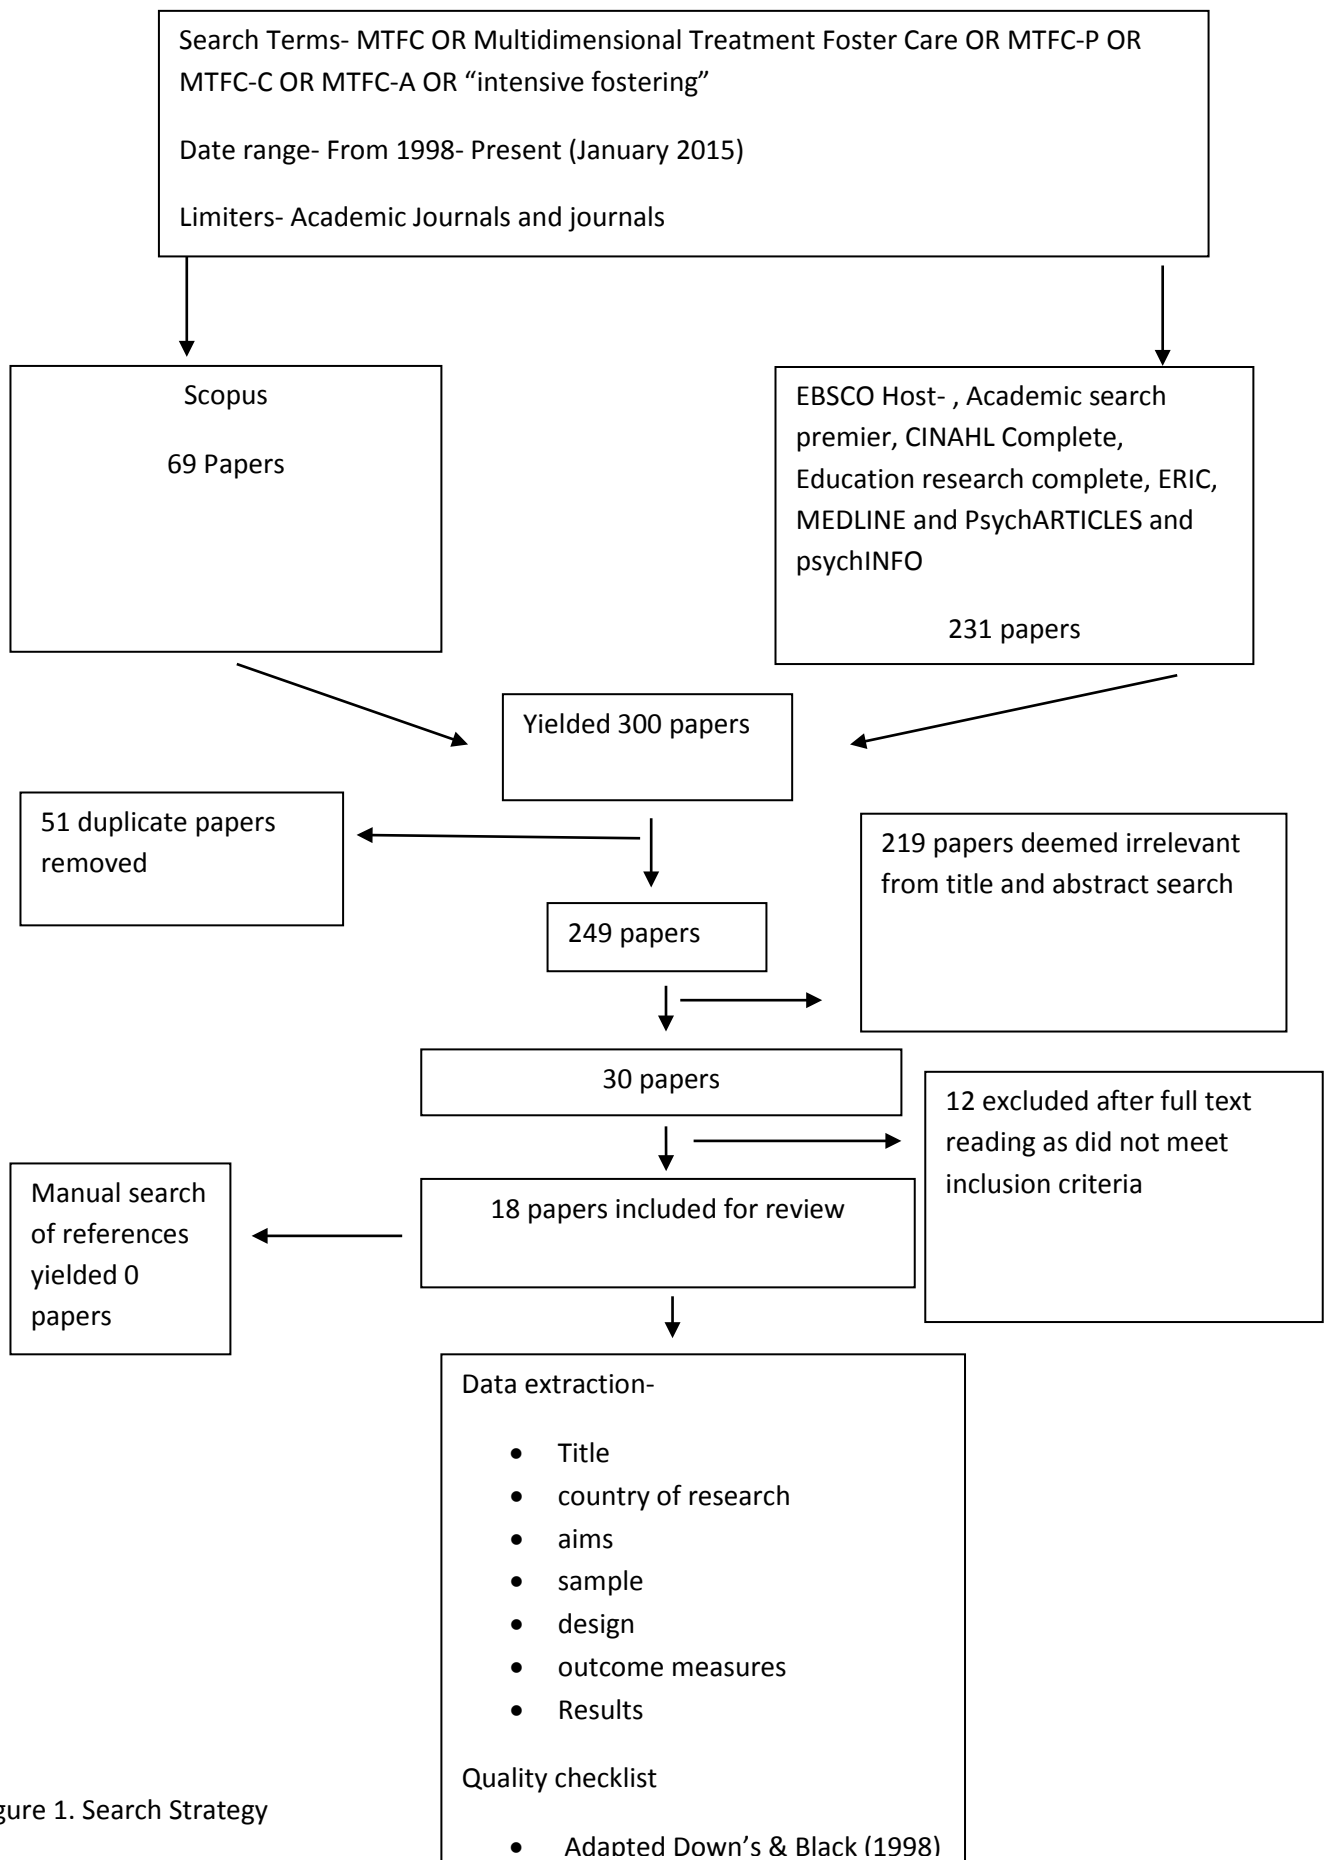 Search Terms- MTFC OR Multidimensional Treatment Foster Care OR MTFC-P OR
MTFC-C OR MTFC-A OR “intensive fostering”
Date range- From 1998- Present (January 2015)
Limiters- Academic Journals and journals
Scopus
69 Papers
EBSCO Host- , Academic search
premier, CINAHL Complete,
Education research complete, ERIC,
MEDLINE and PsychARTICLES and
psychINFO
231 papers
Yielded 300 papers
51 duplicate papers
removed
219 papers deemed irrelevant
from title and abstract search
249 papers
30 papers
12 excluded after full text
reading as did not meet
inclusion criteria
18 papers included for review
Manual search
of references
yielded 0
papers
Data extraction-
• Title
• country of research
• aims
• sample
• design
• outcome measures
• Results
Quality checklist
• Adapted Down’s & Black (1998)
gure 1. Search Strategy